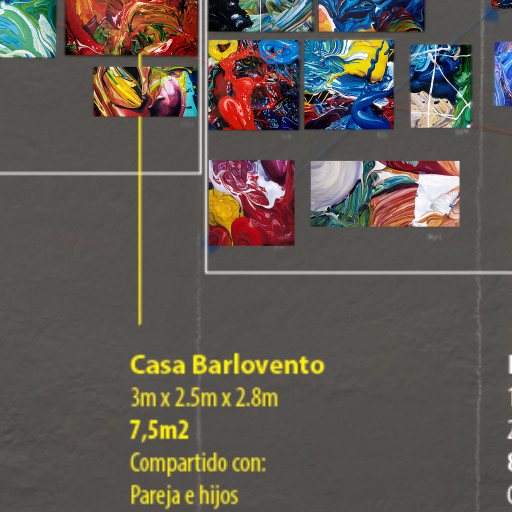 Casa Barlovento
3m x 2.5m x 2.8m
7,5m2
Compartido con:
Pareja e hijos